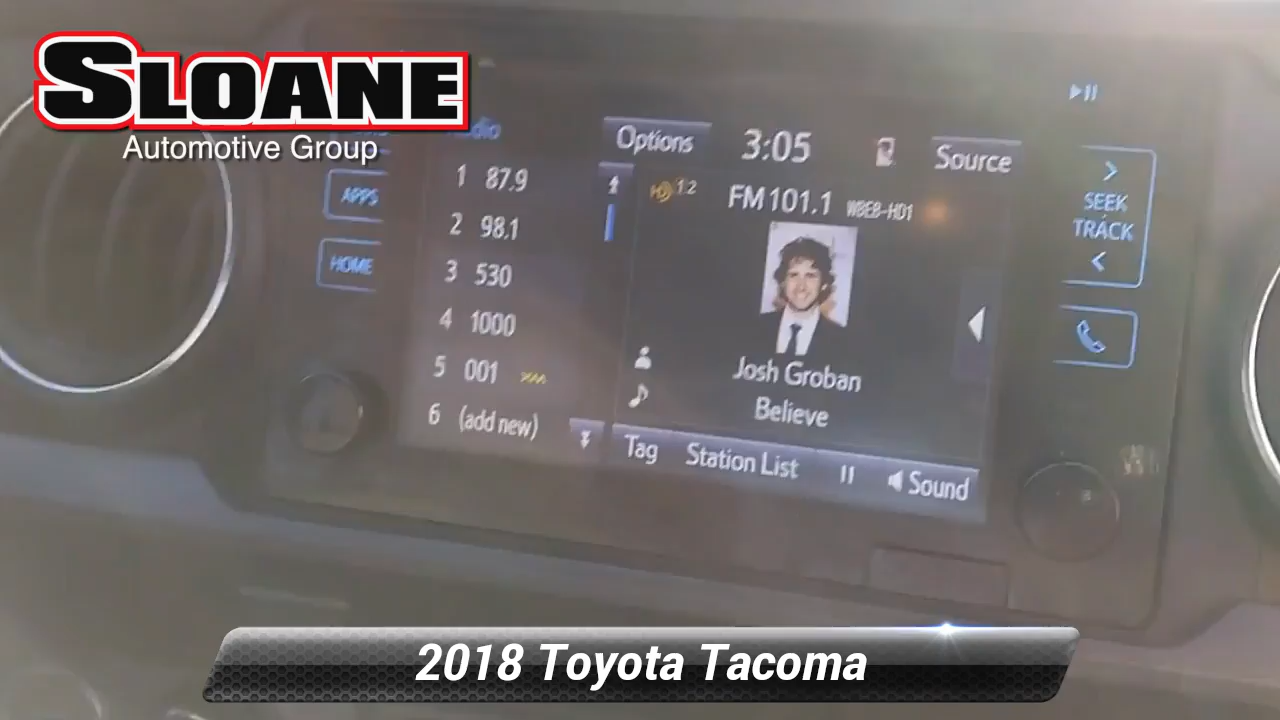 SLOANE
Automotive Group
APPS
HOME
1 87.9
2 98.1
3 530
4 1000
5 001
6 (add new)
Options
3:05
Source
HD 12
FM 101.1 WBEB-HD1
Josh Groban
Believe
Tag
Station List
Sound
SEEK
TRACK
2018 Toyota Tacoma